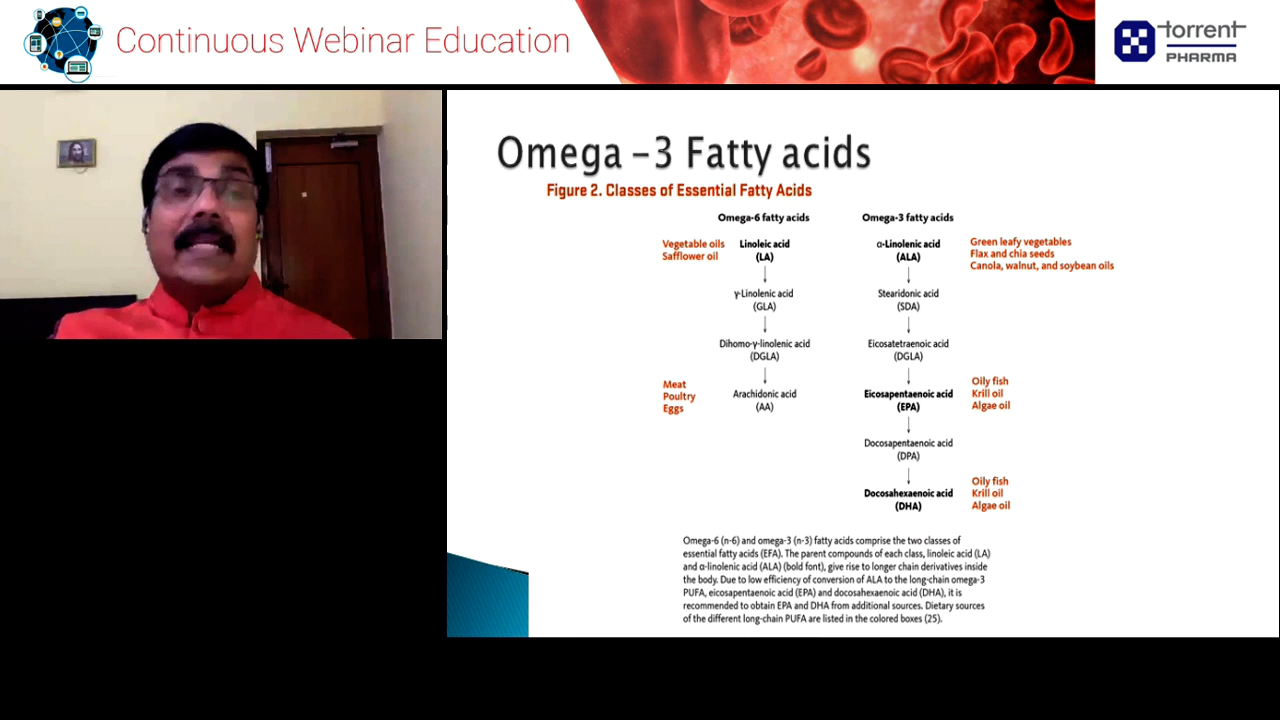 Continuous Webinar Education
torrent
PHARMA
Omega -3 Fatty acids
Figure 2. Classes of Essential Fatty Acids
Omega-6 fatty acids
Omega-3 fatty acids
Vegetable oils
Safflower oil
Linoleic acid
(LA)
α-Linolenic acid
(ALA)
Green leafy vegetables
Flax and chia seeds
Canola, walnut, and soybean oils
γ-Linolenic acid
(GLA)
Stearidonic acid
(SDA)
Dihomo-γ-linolenic acid
(DGLA)
Eicosatetraenoic acid
(DGLA)
Meat
Poultry
Eggs
Arachidonic acid
(AA)
Eicosapentaenoic acid
(EPA)
Oily fish
Krill oil
Algae oil
Docosapentaenoic acid
(DPA)
Docosahexaenoic acid
(DHA)
Oily fish
Krill oil
Algae oil
Omega-6 (n-6) and omega-3 (n-3) fatty acids comprise the two classes of
essential fatty acids (EFA). The parent compounds of each class, linoleic acid (LA)
and α-linolenic acid (ALA) (bold font), give rise to longer chain derivatives inside
the body. Due to low efficiency of conversion of ALA to the long-chain omega-3
PUFA, eicosapentaenoic acid (EPA) and docosahexaenoic acid (DHA), it is
recommended to obtain EPA and DHA from additional sources. Dietary sources
of the different long-chain PUFA are listed in the colored boxes (25).